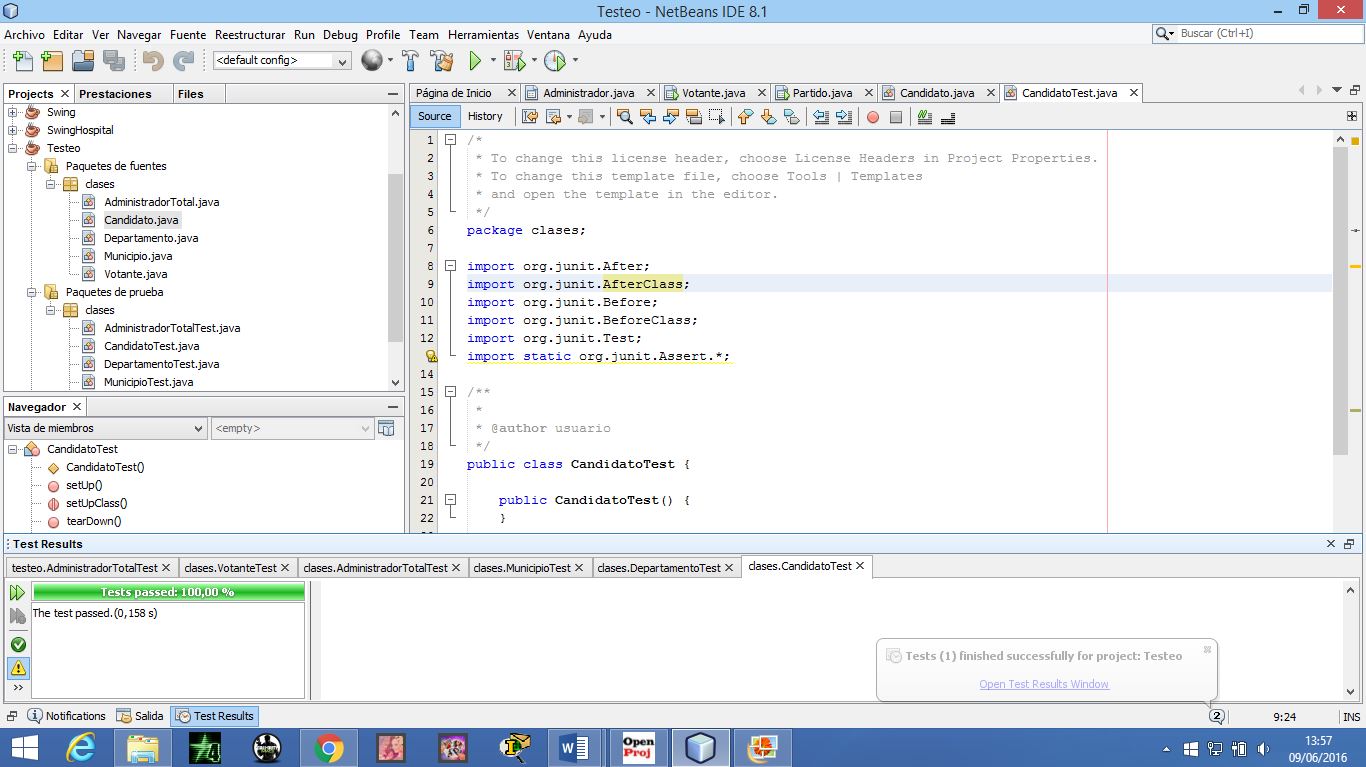 Testeo - NetBeans IDE 8.1
Archivo Editar Ver Navegar Fuente Reestructurar Run Debug Profile Team Herramientas Ventana Ayuda
Buscar (Ctrl+I)
<default config>
Projects Prestaciones Files
Swing
SwingHospital
Testeo
Paquetes de fuentes
clases
AdministradorTotal.java
Candidato.java
Departamento.java
Municipio.java
Votante.java
Paquetes de prueba
clases
AdministradorTotalTest.java
CandidatoTest.java
DepartamentoTest.java
MunicipioTest.java
Navegador
Vista de miembros <empty>
CandidatoTest
CandidatoTest()
setUp()
setUpClass()
tearDown()
Página de Inicio Administrador.java Votante.java Partido.java Candidato.java CandidatoTest.java
Source History
1 /*
2 * To change this license header, choose License Headers in Project Properties.
3 * To change this template file, choose Tools | Templates
4 * and open the template in the editor.
5 */
6 package clases;
7
8 import org.junit.After;
9 import org.junit.AfterClass;
10 import org.junit.Before;
11 import org.junit.BeforeClass;
12 import org.junit.Test;
import static org.junit.Assert.*;
14
15 /**
16 *
17 * @author usuario
18 */
19 public class CandidatoTest {
20
21 public CandidatoTest() {
22 }
Test Results
testeo.AdministradorTotalTest clases.VotanteTest clases.AdministradorTotalTest clases.MunicipioTest clases.DepartamentoTest clases.CandidatoTest
Tests passed: 100,00 %
The test passed.(0,158 s)
Tests (1) finished successfully for project: Testeo
Open Test Results Window
Notifications Salida Test Results
2 9:24 INS
Open
Proj
13:57
09/06/2016